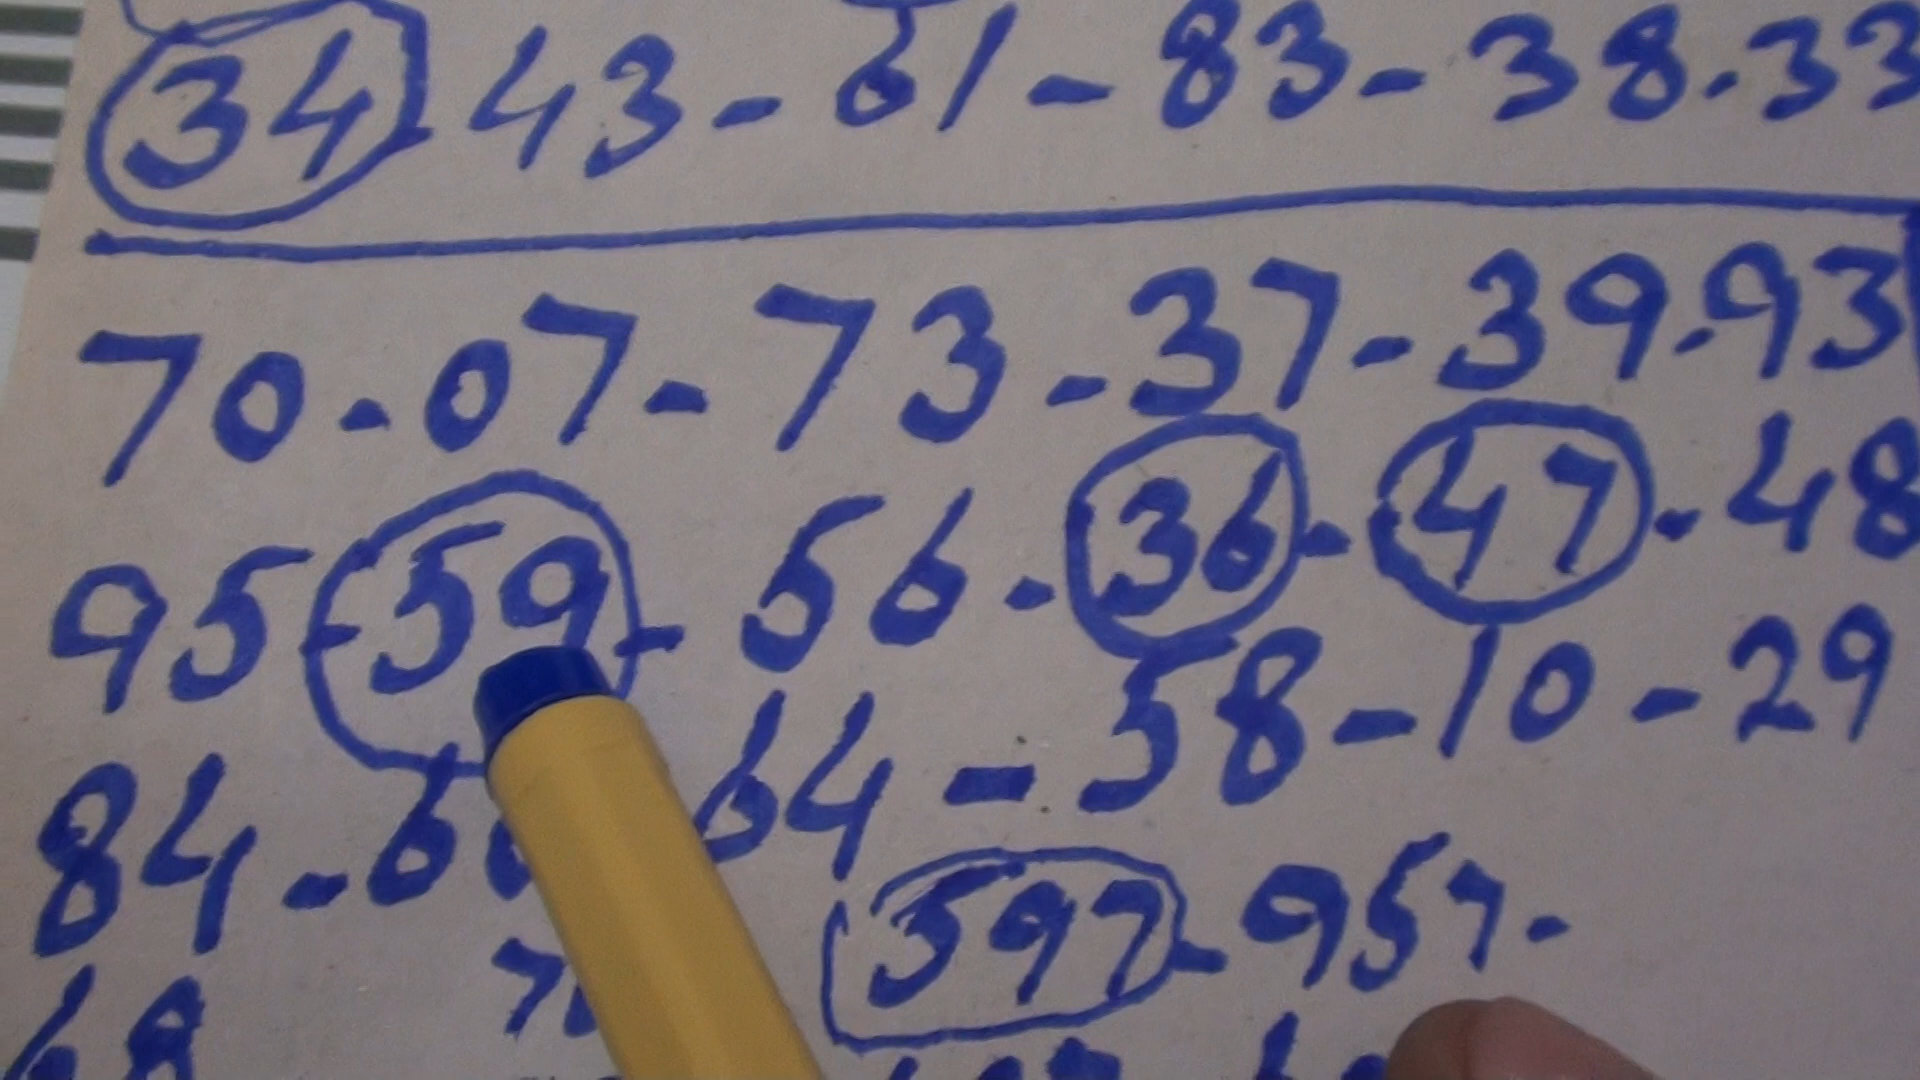 34 43 - 61 - 83 - 38.33
70.07-73-37-39.93
95-59-56.36-47.48
84-6 64-58-10-29
597-957.